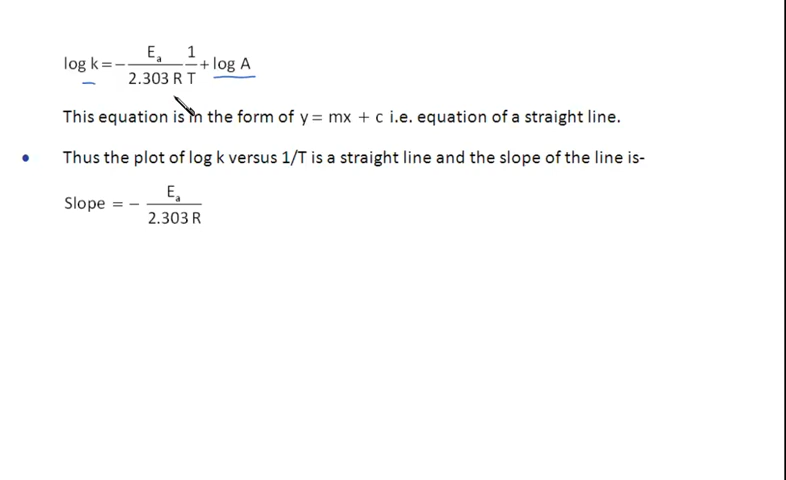 log k = − Eₐ / 2.303 R 1/T + log A
This equation is in the form of y = mx + c i.e. equation of a straight line.
• Thus the plot of log k versus 1/T is a straight line and the slope of the line is-
Slope = − Eₐ / 2.303 R